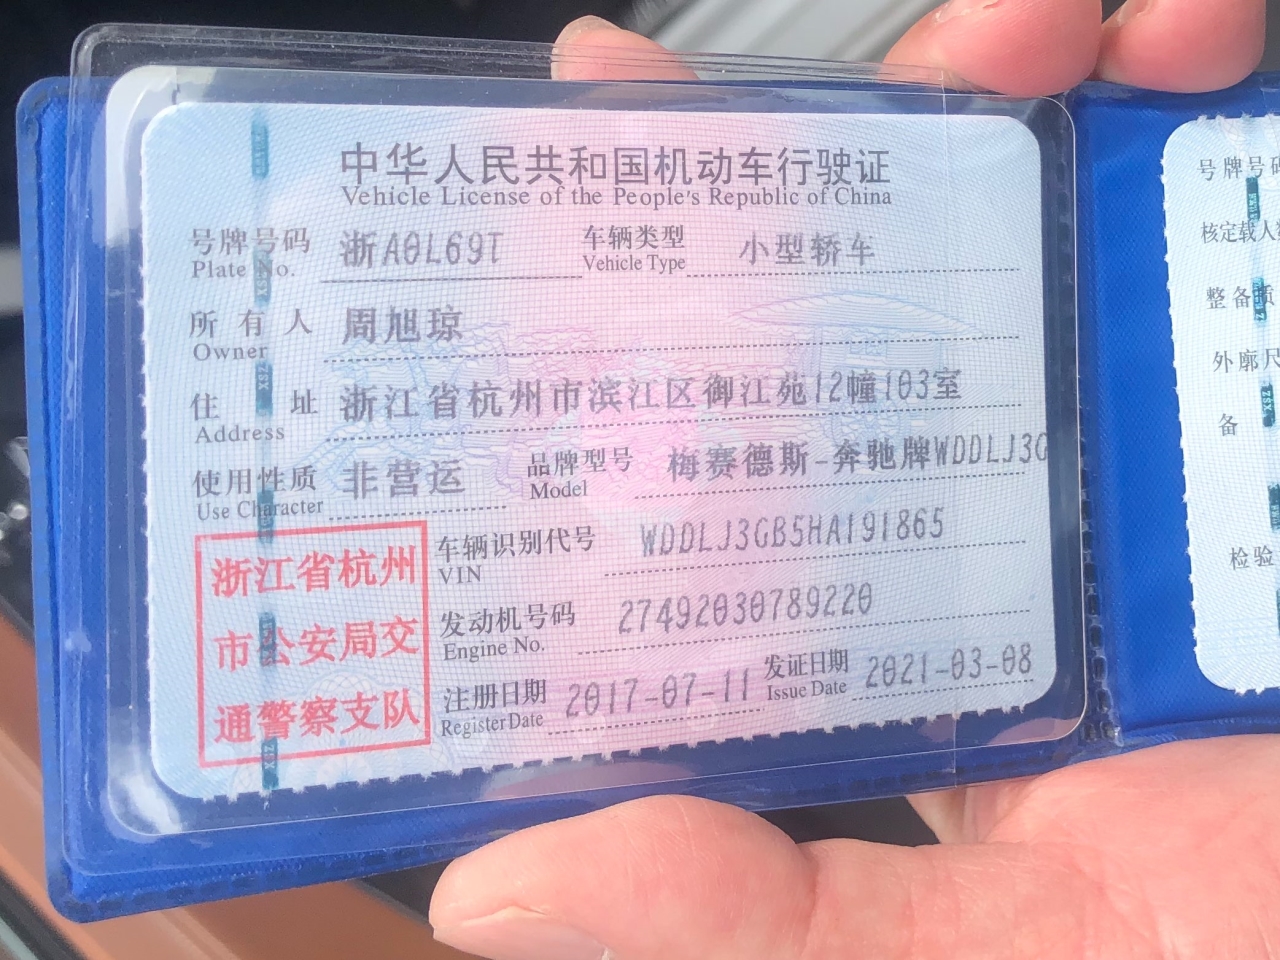 中华人民共和国机动车行驶证
Vehicle License of the People's Republic of China
号牌号码 浙A0L69T 车辆类型 小型轿车
Plate No. Vehicle Type
所有人 周旭琼
Owner
住址 浙江省杭州市滨江区御江苑12幢103室
Address
使用性质 非营运 品牌型号 梅赛德斯-奔驰牌WDDLJ3G
Use Character Model
浙江省杭州
市公安局交
通警察支队
车辆识别代号 WDDLJ3GB5HA191865
VIN
发动机号码 27492030789220
Engine No.
注册日期 2017-07-11 发证日期 2021-03-08
Register Date Issue Date
号牌号码
核定载人
整备质
外廓尺
备
检验